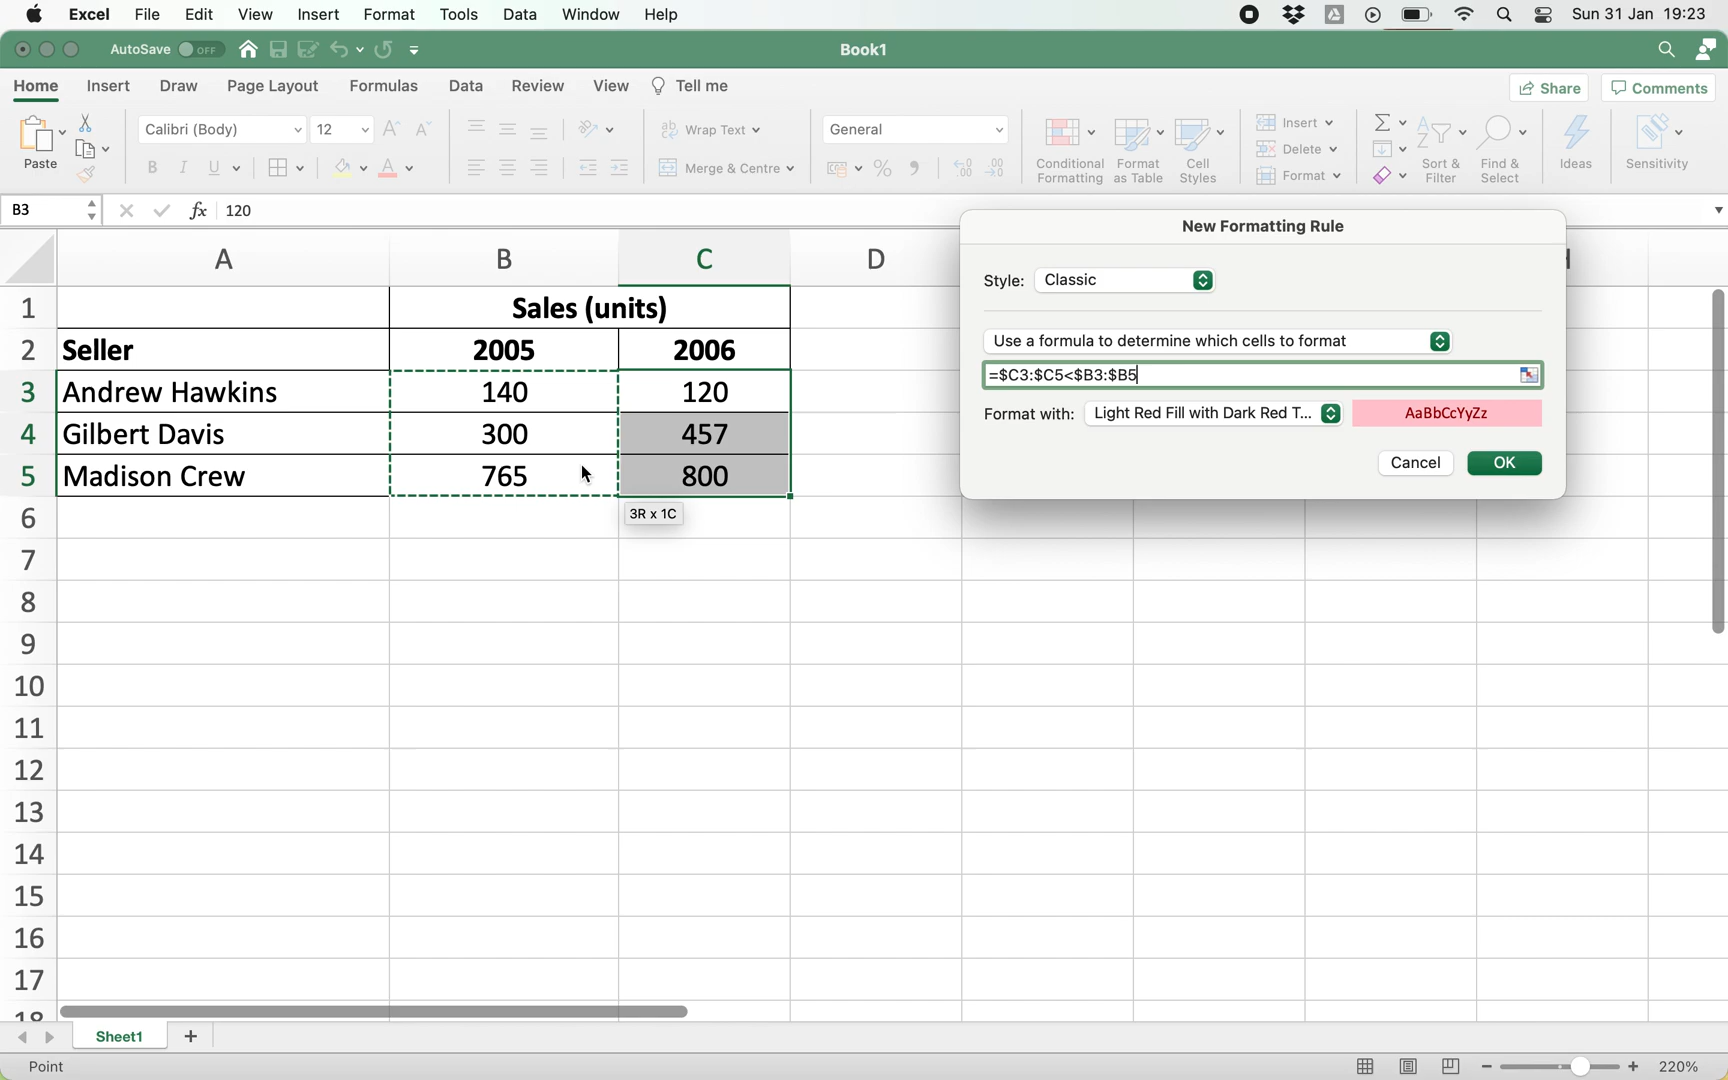 Excel File Edit View Insert Format Tools Data Window Help Sun 31 Jan 19:23
AutoSave OFF Book1
Home Insert Draw Page Layout Formulas Data Review View Tell me Share Comments
Paste Calibri (Body) 12 A A Wrap Text General Insert
B I U A Merge & Centre % Conditional Formatting Format as Table Cell Styles Delete Format Sort & Filter Find & Select Ideas Sensitivity
B3 fx 120
A B C D
1 Sales (units)
2 Seller 2005 2006
3 Andrew Hawkins 140 120
4 Gilbert Davis 300 457
5 Madison Crew 765 800
3R x 1C
6
7
8
9
10
11
12
13
14
15
16
17
New Formatting Rule
Style: Classic
Use a formula to determine which cells to format
=$C3:$C5<$B3:$B5
Format with: Light Red Fill with Dark Red T... AaBbCcYyZz
Cancel OK
Sheet1 +
Point 220%